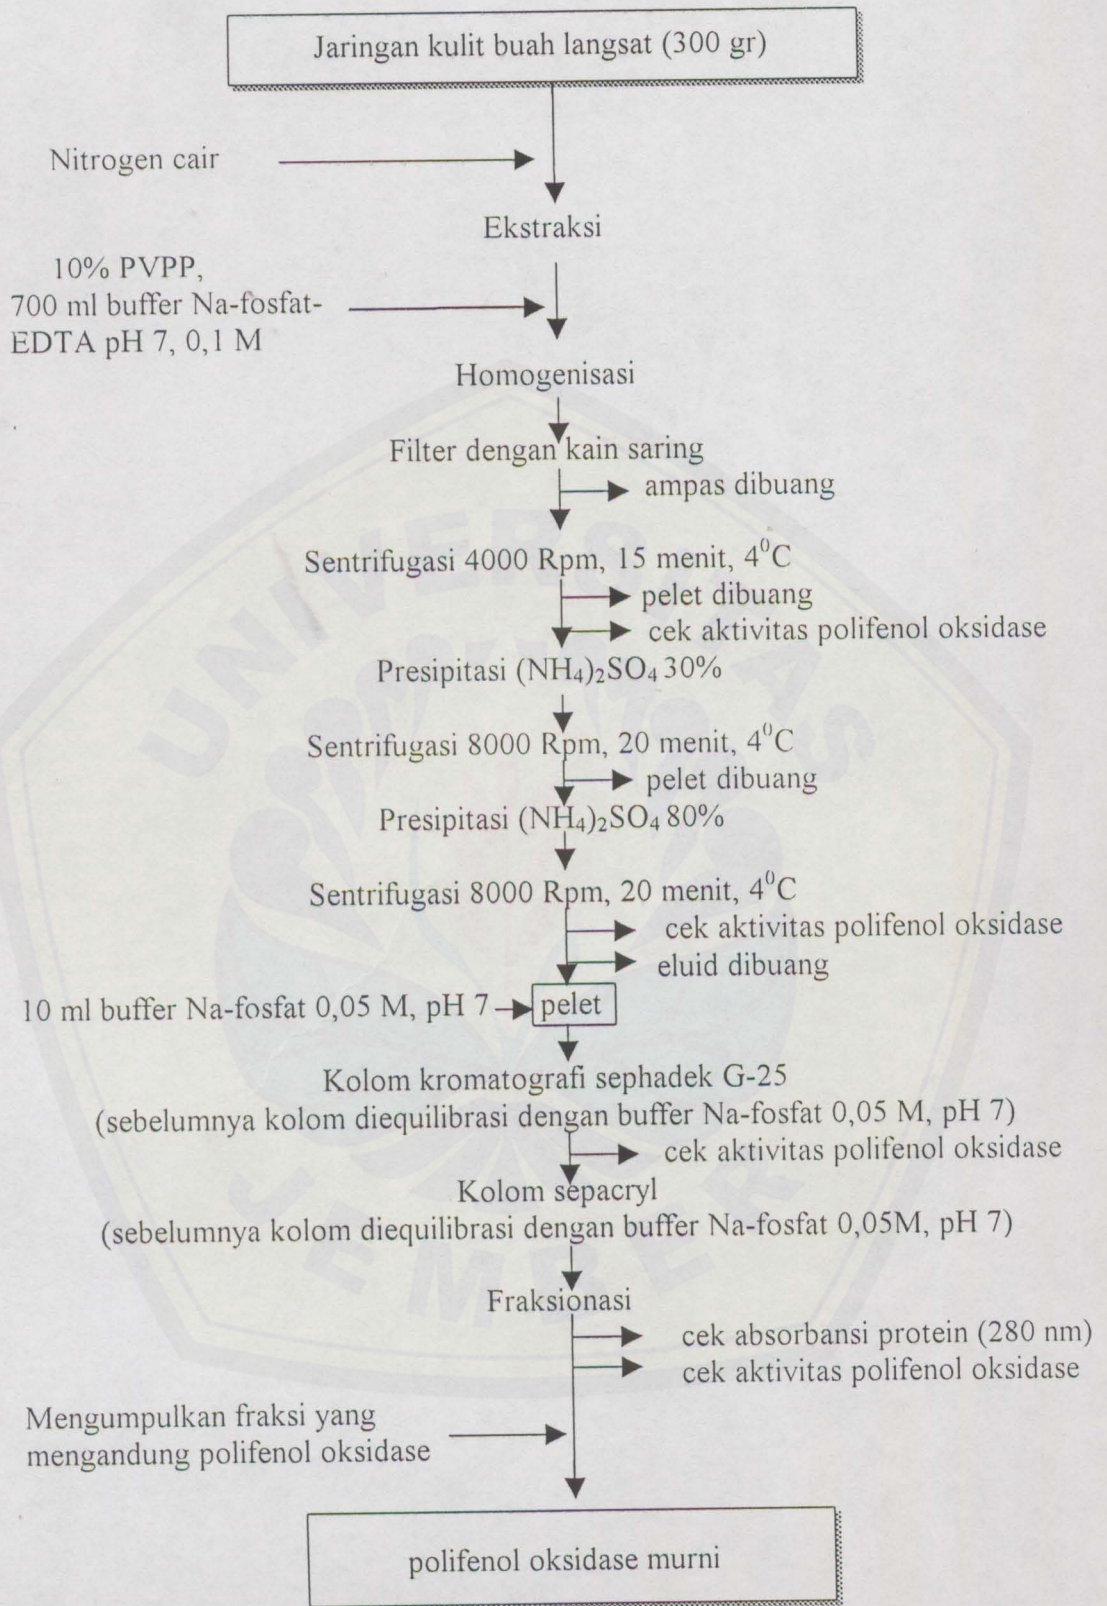 Jaringan kulit buah langsat (300 gr)
Nitrogen cair
Ekstraksi
10% PVPP,
700 ml buffer Na-fosfat-
EDTA pH 7, 0,1 M
Homogenisasi
Filter dengan kain saring
ampas dibuang
Sentrifugasi 4000 Rpm, 15 menit, 4⁰C
pelet dibuang
cek aktivitas polifenol oksidase
Presipitasi (NH₄)₂SO₄ 30%
Sentrifugasi 8000 Rpm, 20 menit, 4⁰C
pelet dibuang
Presipitasi (NH₄)₂SO₄ 80%
Sentrifugasi 8000 Rpm, 20 menit, 4⁰C
cek aktivitas polifenol oksidase
eluid dibuang
10 ml buffer Na-fosfat 0,05 M, pH 7
pelet
Kolom kromatografi sephadek G-25
(sebelumnya kolom diequilibrasi dengan buffer Na-fosfat 0,05 M, pH 7)
cek aktivitas polifenol oksidase
Kolom sepacryl
(sebelumnya kolom diequilibrasi dengan buffer Na-fosfat 0,05M, pH 7)
Fraksionasi
cek absorbansi protein (280 nm)
cek aktivitas polifenol oksidase
Mengumpulkan fraksi yang
mengandung polifenol oksidase
polifenol oksidase murni
UNIVERSITAS
JEMBER